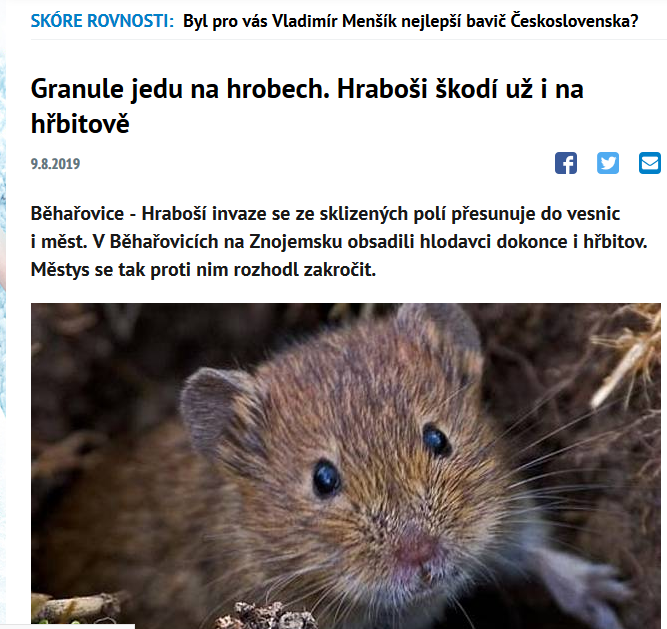 SKÓRE ROVNOSTI: Byl pro vás Vladimír Menšík nejlepší bavič Československa?
Granule jedu na hrobech. Hraboši škodí už i na
hřbitově
9.8.2019
Běhařovice - Hraboší invaze se ze sklizených polí přesunuje do vesnic
i měst. V Běhařovicích na Znojemsku obsadili hlodavci dokonce i hřbitov.
Městys se tak proti nim rozhodl zakročit.